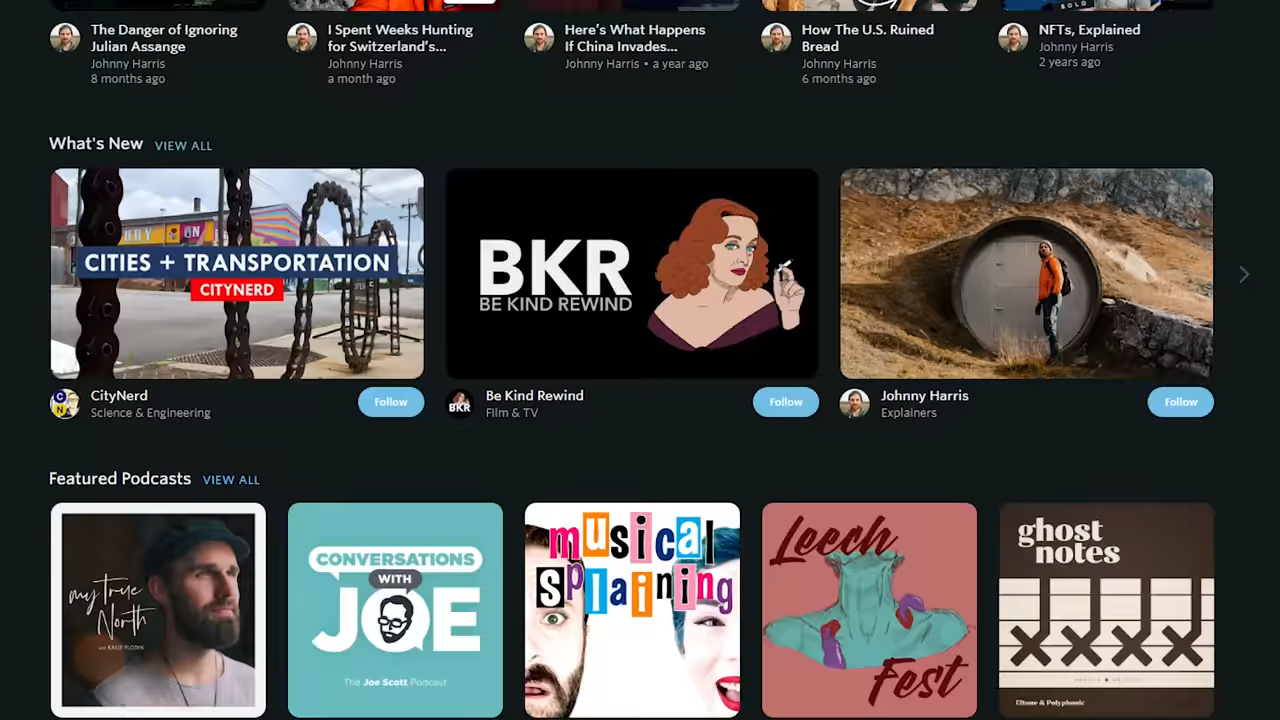 The Danger of Ignoring
Julian Assange
Johnny Harris
8 months ago
I Spent Weeks Hunting
for Switzerland's...
Johnny Harris
a month ago
Here's What Happens
If China Invades...
Johnny Harris • a year ago
How The U.S. Ruined
Bread
Johnny Harris
6 months ago
NFTs, Explained
Johnny Harris
2 years ago
What's New VIEW ALL
CITIES + TRANSPORTATION
CITYNERD
BKR
BE KIND REWIND
CityNerd
Science & Engineering
Follow
BKR
Be Kind Rewind
Film & TV
Follow
Johnny Harris
Explainers
Follow
Featured Podcasts VIEW ALL
my true
North
CONVERSATIONS
WITH
JOE
The Joe Scott Podcast
musical
splaining
Leech
Fest
ghost
notes
12tone & Polyphonic